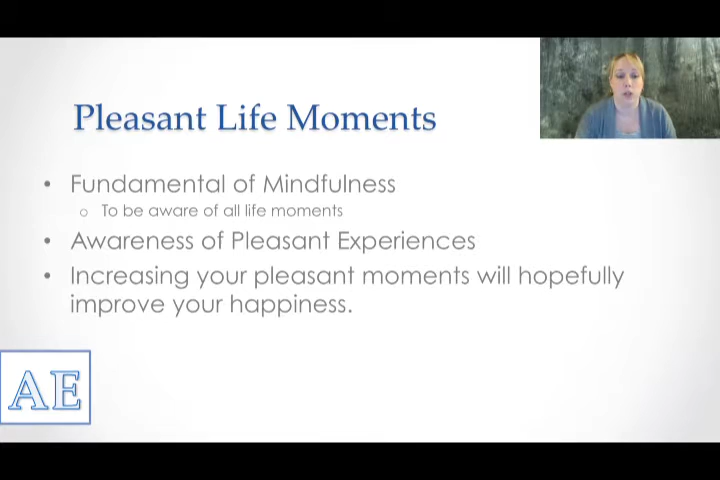 Pleasant Life Moments
• Fundamental of Mindfulness
o To be aware of all life moments
• Awareness of Pleasant Experiences
• Increasing your pleasant moments will hopefully
improve your happiness.
AE